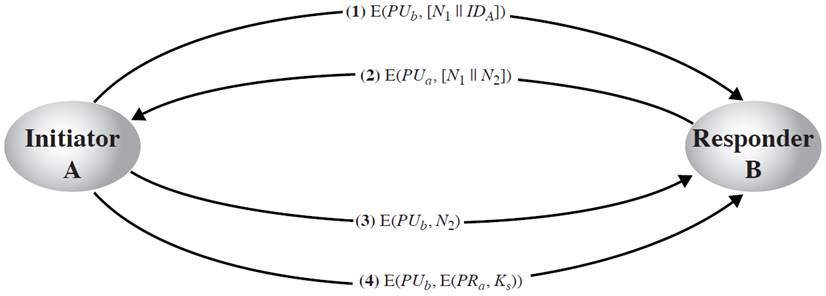 (1) E(PU_b, [N_1 || ID_A])
(2) E(PU_a, [N_1 || N_2])
Initiator
A
Responder
B
(3) E(PU_b, N_2)
(4) E(PU_b, E(PR_a, K_s))